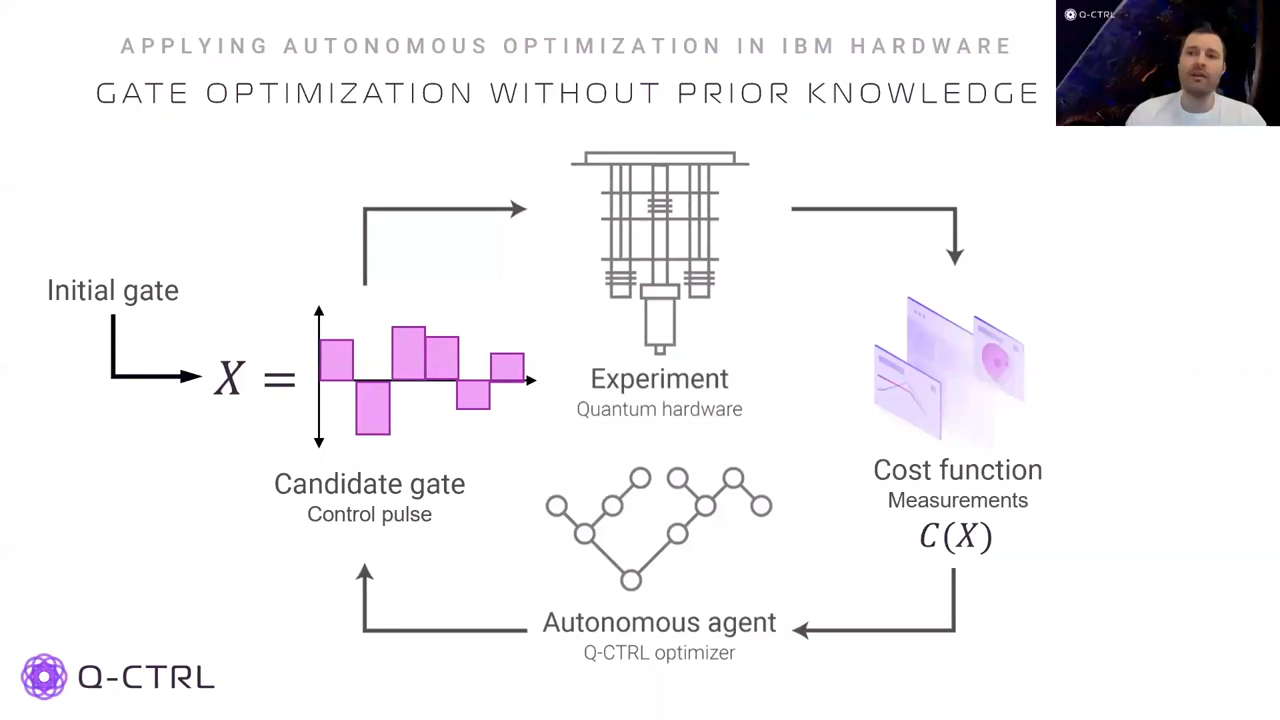 APPLYING AUTONOMOUS OPTIMIZATION IN IBM HARDWARE
GATE OPTIMIZATION WITHOUT PRIOR KNOWLEDGE
Q-CTRL
Initial gate
X =
Candidate gate
Control pulse
Experiment
Quantum hardware
Cost function
Measurements
C(X)
Autonomous agent
Q-CTRL optimizer
Q-CTRL